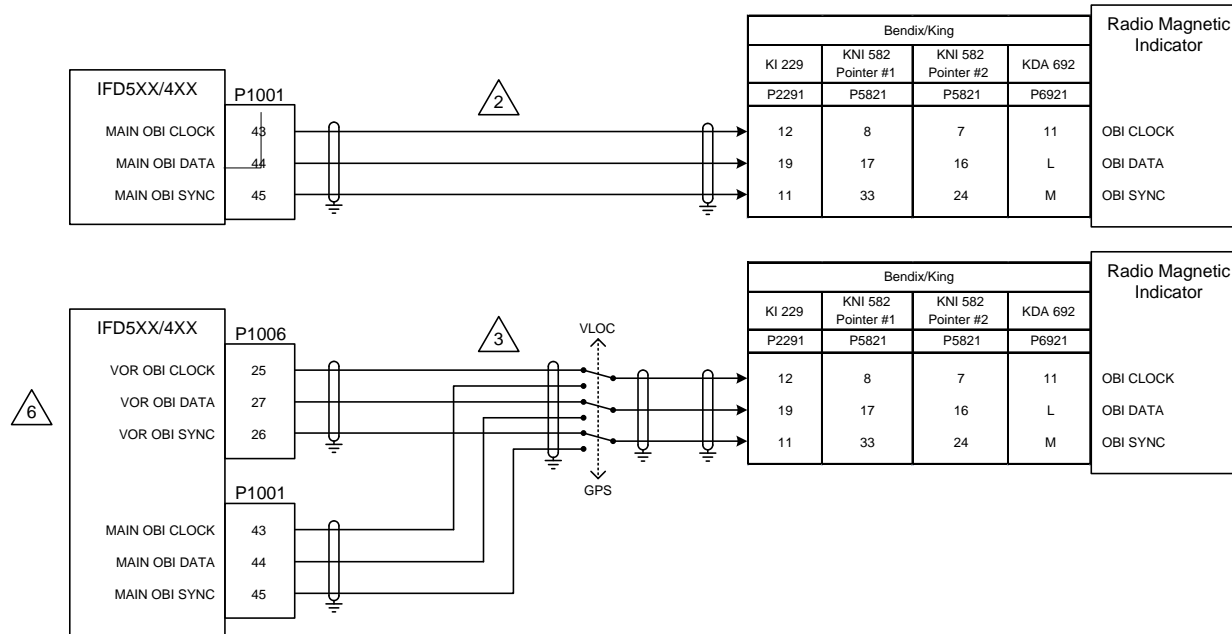 Bendix/King
Radio Magnetic
Indicator
KI 229
KNI 582
Pointer #1
KNI 582
Pointer #2
KDA 692
P2291
P5821
P5821
P6921
IFD5XX/4XX
P1001
2
MAIN OBI CLOCK 43 12 8 7 11 OBI CLOCK
MAIN OBI DATA 44 19 17 16 L OBI DATA
MAIN OBI SYNC 45 11 33 24 M OBI SYNC
Bendix/King
Radio Magnetic
Indicator
KI 229
KNI 582
Pointer #1
KNI 582
Pointer #2
KDA 692
P2291
P5821
P5821
P6921
IFD5XX/4XX
P1006
3
VLOC
VOR OBI CLOCK 25 12 8 7 11 OBI CLOCK
6
VOR OBI DATA 27 19 17 16 L OBI DATA
VOR OBI SYNC 26 11 33 24 M OBI SYNC
GPS
P1001
MAIN OBI CLOCK 43
MAIN OBI DATA 44
MAIN OBI SYNC 45